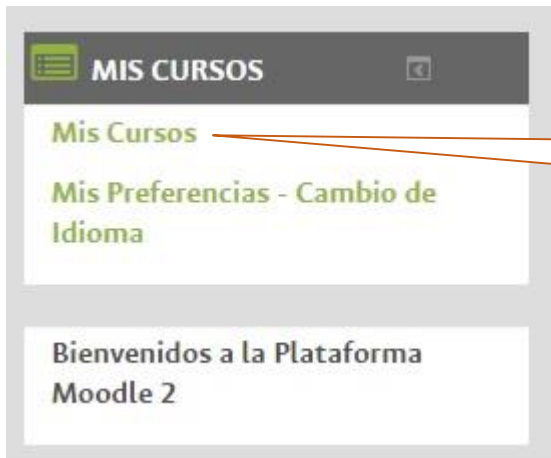 MIS CURSOS
Mis Cursos
Mis Preferencias - Cambio de
Idioma
Bienvenidos a la Plataforma
Moodle 2